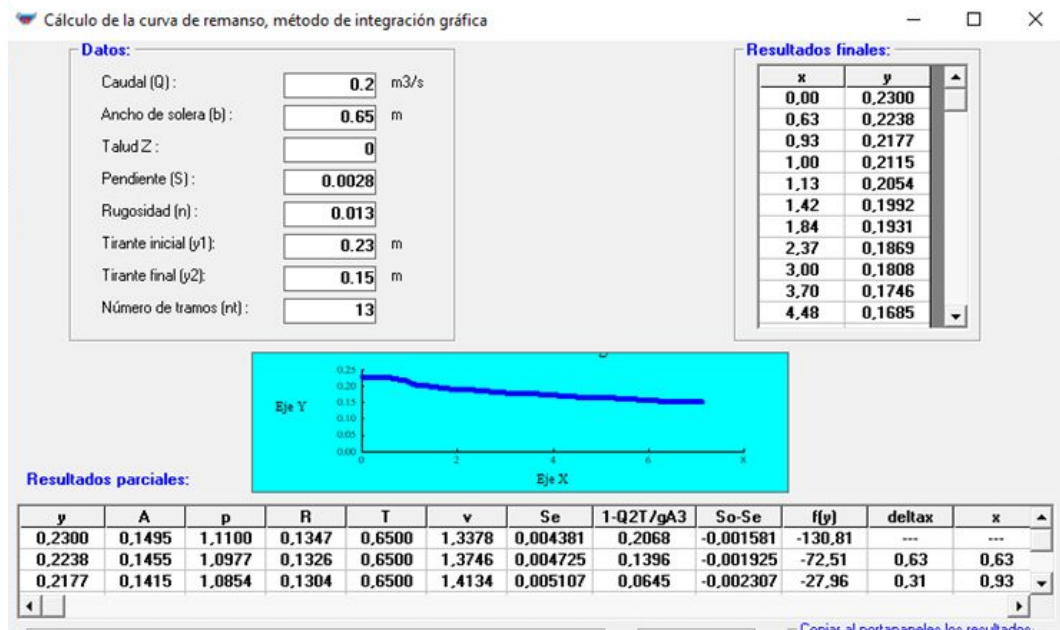 Cálculo de la curva de remanso, método de integración gráfica
Datos:
Caudal (Q) : 0.2 m3/s
Ancho de solera (b) : 0.65 m
Talud Z : 0
Pendiente (S) : 0.0028
Rugosidad (n) : 0.013
Tirante inicial (y1): 0.23 m
Tirante final (y2): 0.15 m
Número de tramos (nt) : 13
Resultados finales:
x y
0,00 0,2300
0,63 0,2238
0,93 0,2177
1,00 0,2115
1,13 0,2054
1,42 0,1992
1,84 0,1931
2,37 0,1869
3,00 0,1808
3,70 0,1746
4,48 0,1685
0.25
0.20
0.15
0.10
0.05
0.00
Eje Y
0 2 4 6 8
Eje X
Resultados parciales:
y A p R T v Se 1-Q2T/gA3 So-Se f(y) deltax x
0,2300 0,1495 1,1100 0,1347 0,6500 1,3378 0,004381 0,2068 -0,001581 -130,81 --- ---
0,2238 0,1455 1,0977 0,1326 0,6500 1,3746 0,004725 0,1396 -0,001925 -72,51 0,63 0,63
0,2177 0,1415 1,0854 0,1304 0,6500 1,4134 0,005107 0,0645 -0,002307 -27,96 0,31 0,93
Copiar al portapapeles los resultados: